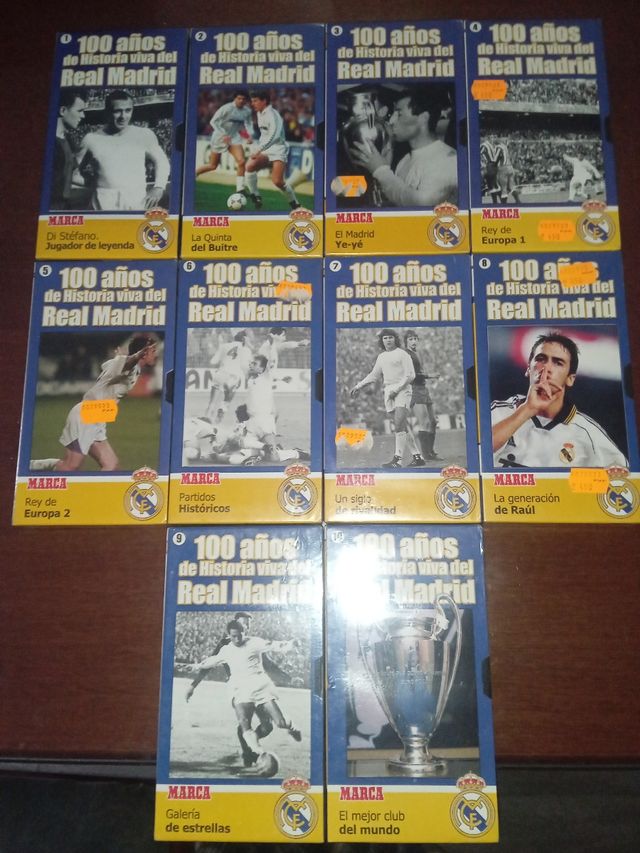 1
100 años
de Historia viva del
Real Madrid
MARCA
Di Stéfano.
Jugador de leyenda
2
100 años
de Historia viva del
Real Madrid
MARCA
La Quinta
del Buitre
3
100 años
de Historia viva del
Real Madrid
MARCA
El Madrid
Ye-yé
4
100 años
de Historia viva del
Real Madrid
MARCA
Rey de
Europa 1
5
100 años
de Historia viva del
Real Madrid
MARCA
Rey de
Europa 2
6
100 años
de Historia viva del
Real Madrid
MARCA
Partidos
Históricos
7
100 años
de Historia viva del
Real Madrid
MARCA
Un siglo
de rivalidad
8
100 años
de Historia viva del
Real Madrid
MARCA
La generación
de Raúl
9
100 años
de Historia viva del
Real Madrid
MARCA
Galería
de estrellas
10
100 años
de Historia viva del
Real Madrid
MARCA
El mejor club
del mundo